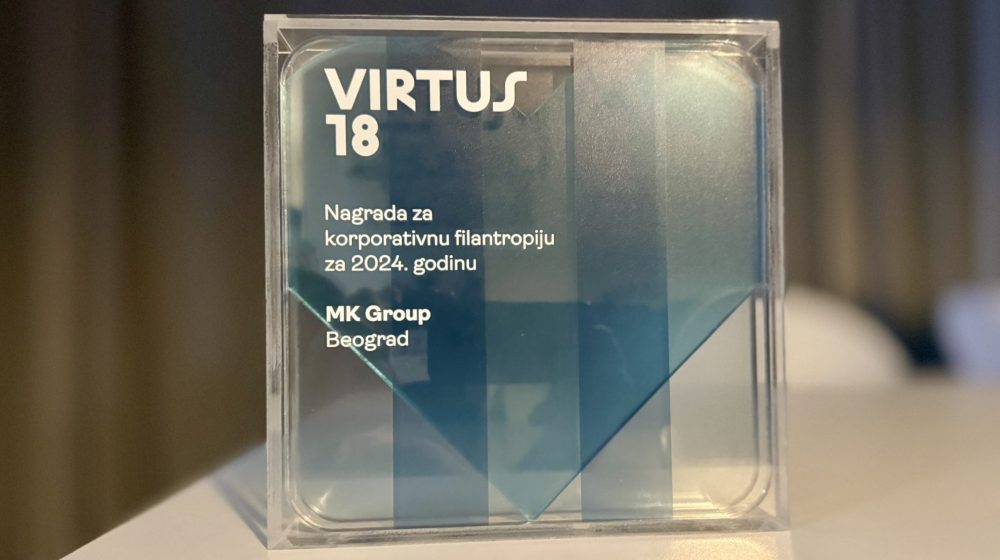 VIRTUS
18
Nagrada za
korporativnu filantropiju
za 2024. godinu
MK Group
Beograd